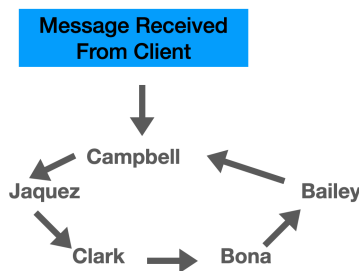 Message Received
From Client
Campbell
Jaquez
Bailey
Clark
Bona